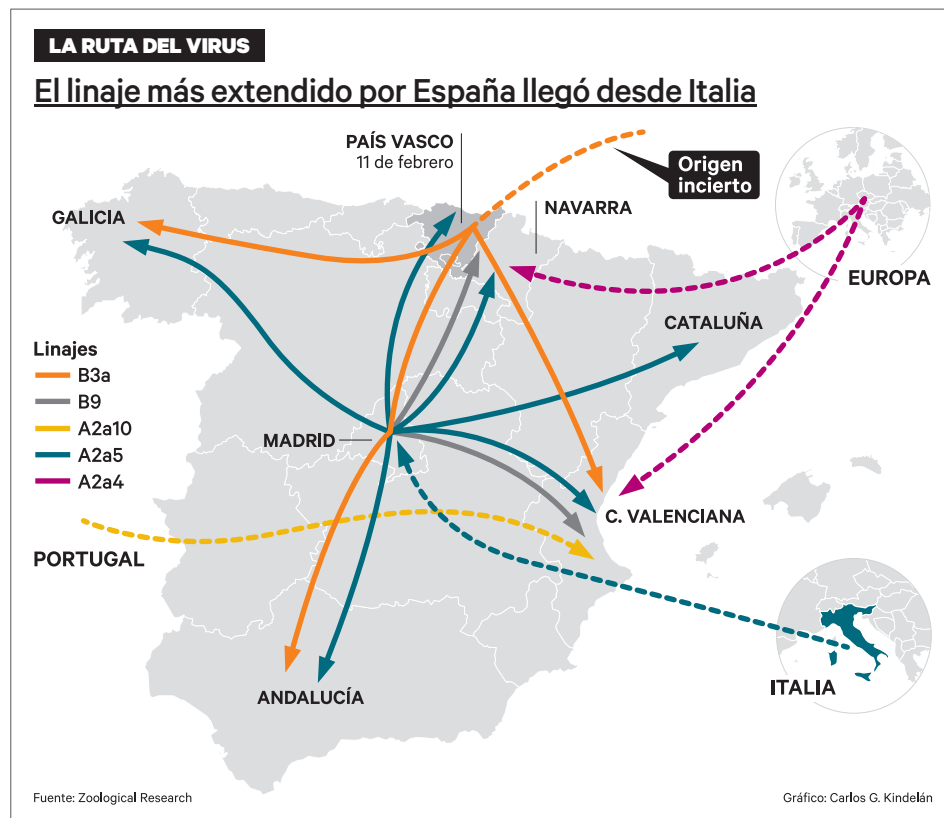 LA RUTA DEL VIRUS
El linaje más extendido por España llegó desde Italia
PAÍS VASCO
11 de febrero
Origen
incierto
GALICIA
NAVARRA
EUROPA
CATALUÑA
Linajes
B3a
B9
A2a10
A2a5
A2a4
MADRID
C. VALENCIANA
PORTUGAL
ITALIA
ANDALUCÍA
Fuente: Zoological Research
Gráfico: Carlos G. Kindelán